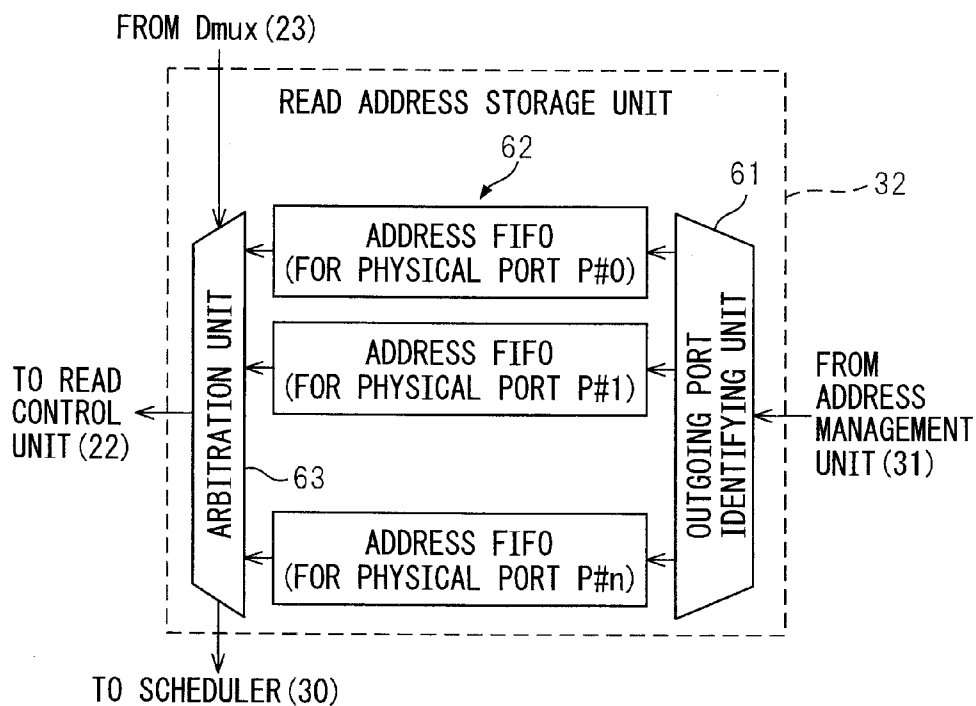 FROM Dmux(23)
READ ADDRESS STORAGE UNIT
62
61
32
ADDRESS FIFO
(FOR PHYSICAL PORT P#0)
ADDRESS FIFO
(FOR PHYSICAL PORT P#1)
ADDRESS FIFO
(FOR PHYSICAL PORT P#n)
ARBITRATION UNIT
63
OUTGOING PORT
IDENTIFYING UNIT
TO READ
CONTROL
UNIT(22)
FROM
ADDRESS
MANAGEMENT
UNIT(31)
TO SCHEDULER(30)